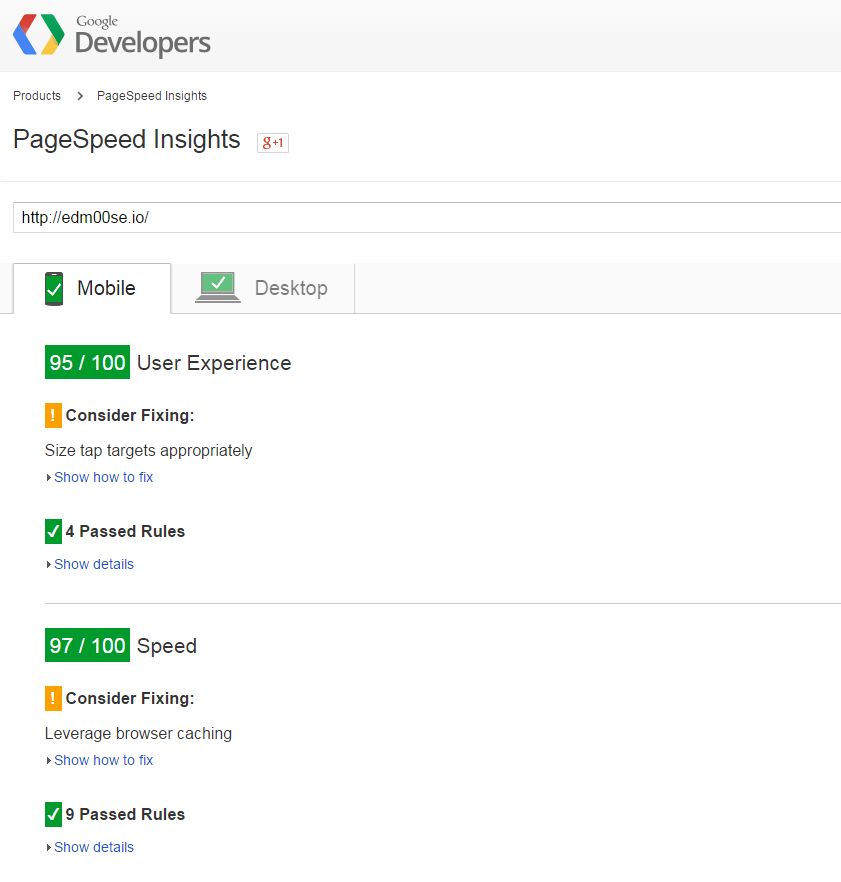 Google
Developers
Products > PageSpeed Insights
PageSpeed Insights g+1
http://edm00se.io/
Mobile Desktop
95 / 100 User Experience
! Consider Fixing:
Size tap targets appropriately
Show how to fix
4 Passed Rules
Show details
97 / 100 Speed
! Consider Fixing:
Leverage browser caching
Show how to fix
9 Passed Rules
Show details